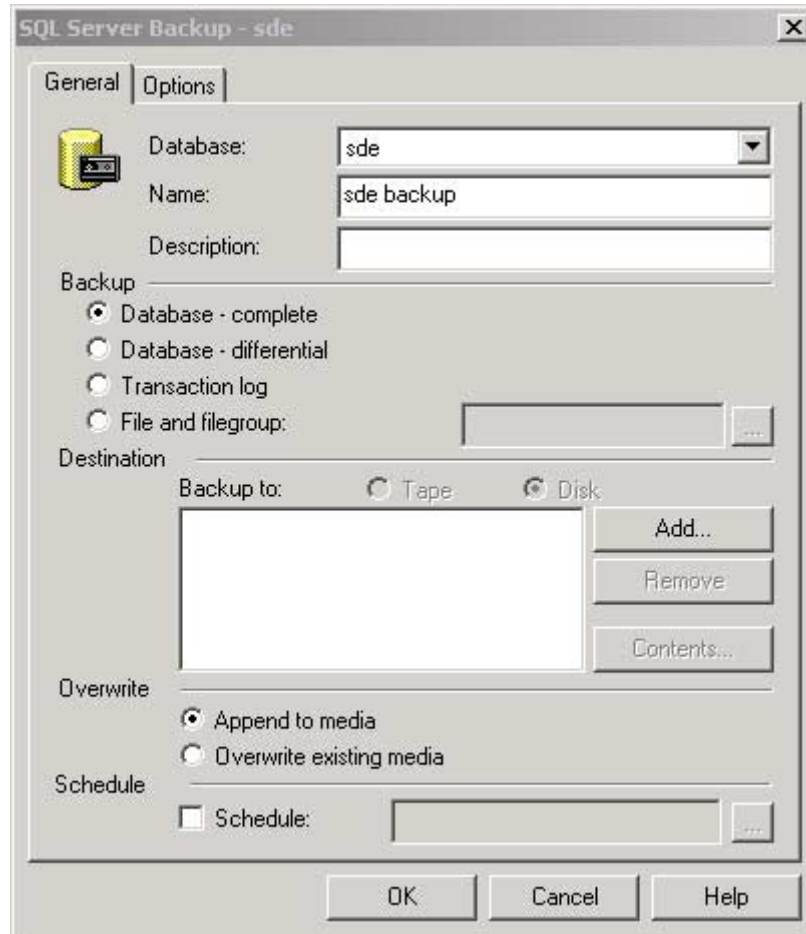 SQL Server Backup - sde
General Options
Database: sde
Name: sde backup
Description:
Backup
Database - complete
Database - differential
Transaction log
File and filegroup: ...
Destination
Backup to: Tape Disk
Add...
Remove
Contents...
Overwrite
Append to media
Overwrite existing media
Schedule
Schedule: ...
OK Cancel Help